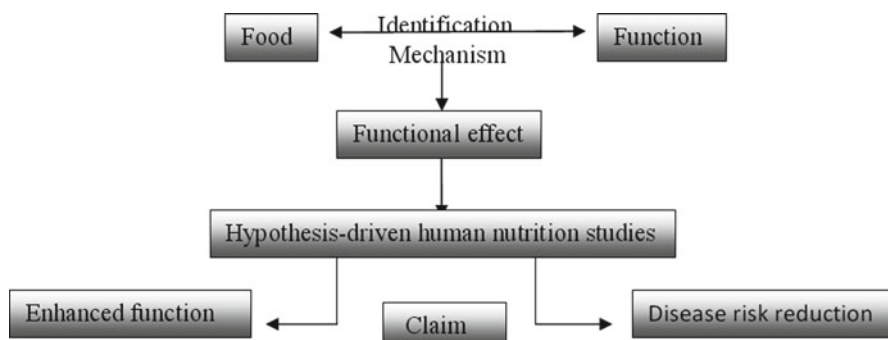 Food
Identification
Mechanism
Function
Functional effect
Hypothesis-driven human nutrition studies
Enhanced function
Claim
Disease risk reduction